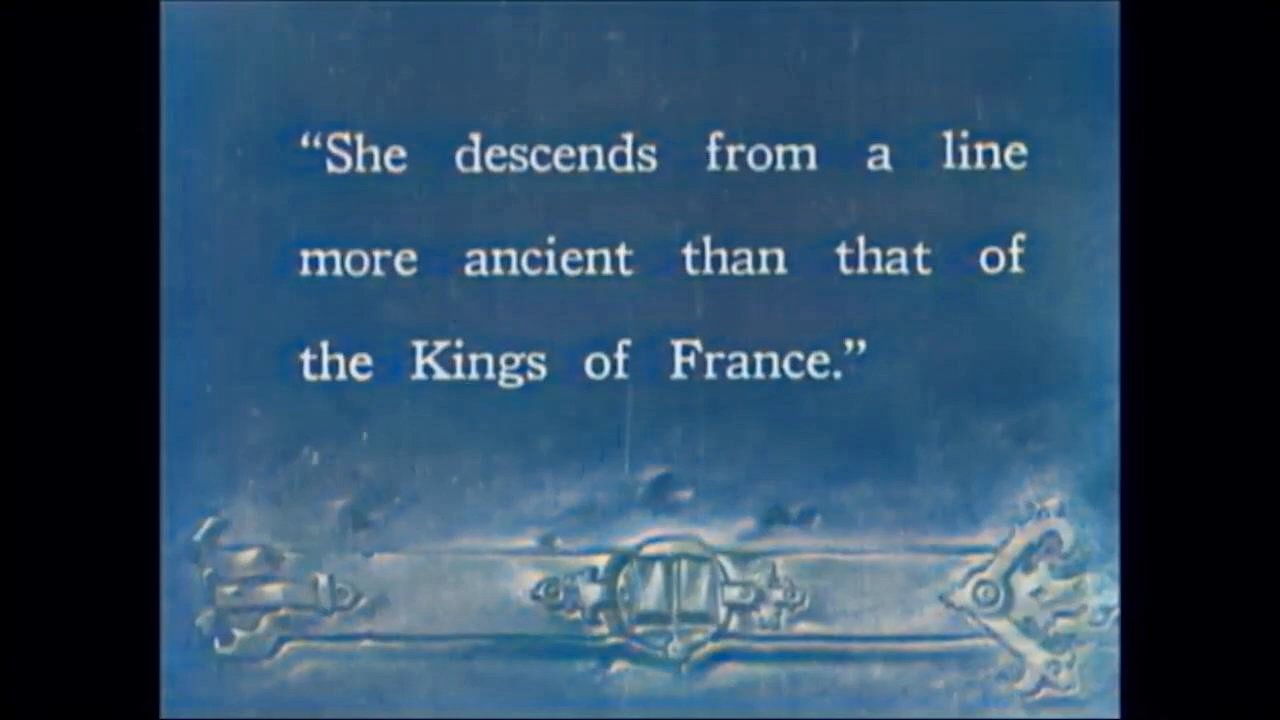 “She descends from a line
more ancient than that of
the Kings of France.”